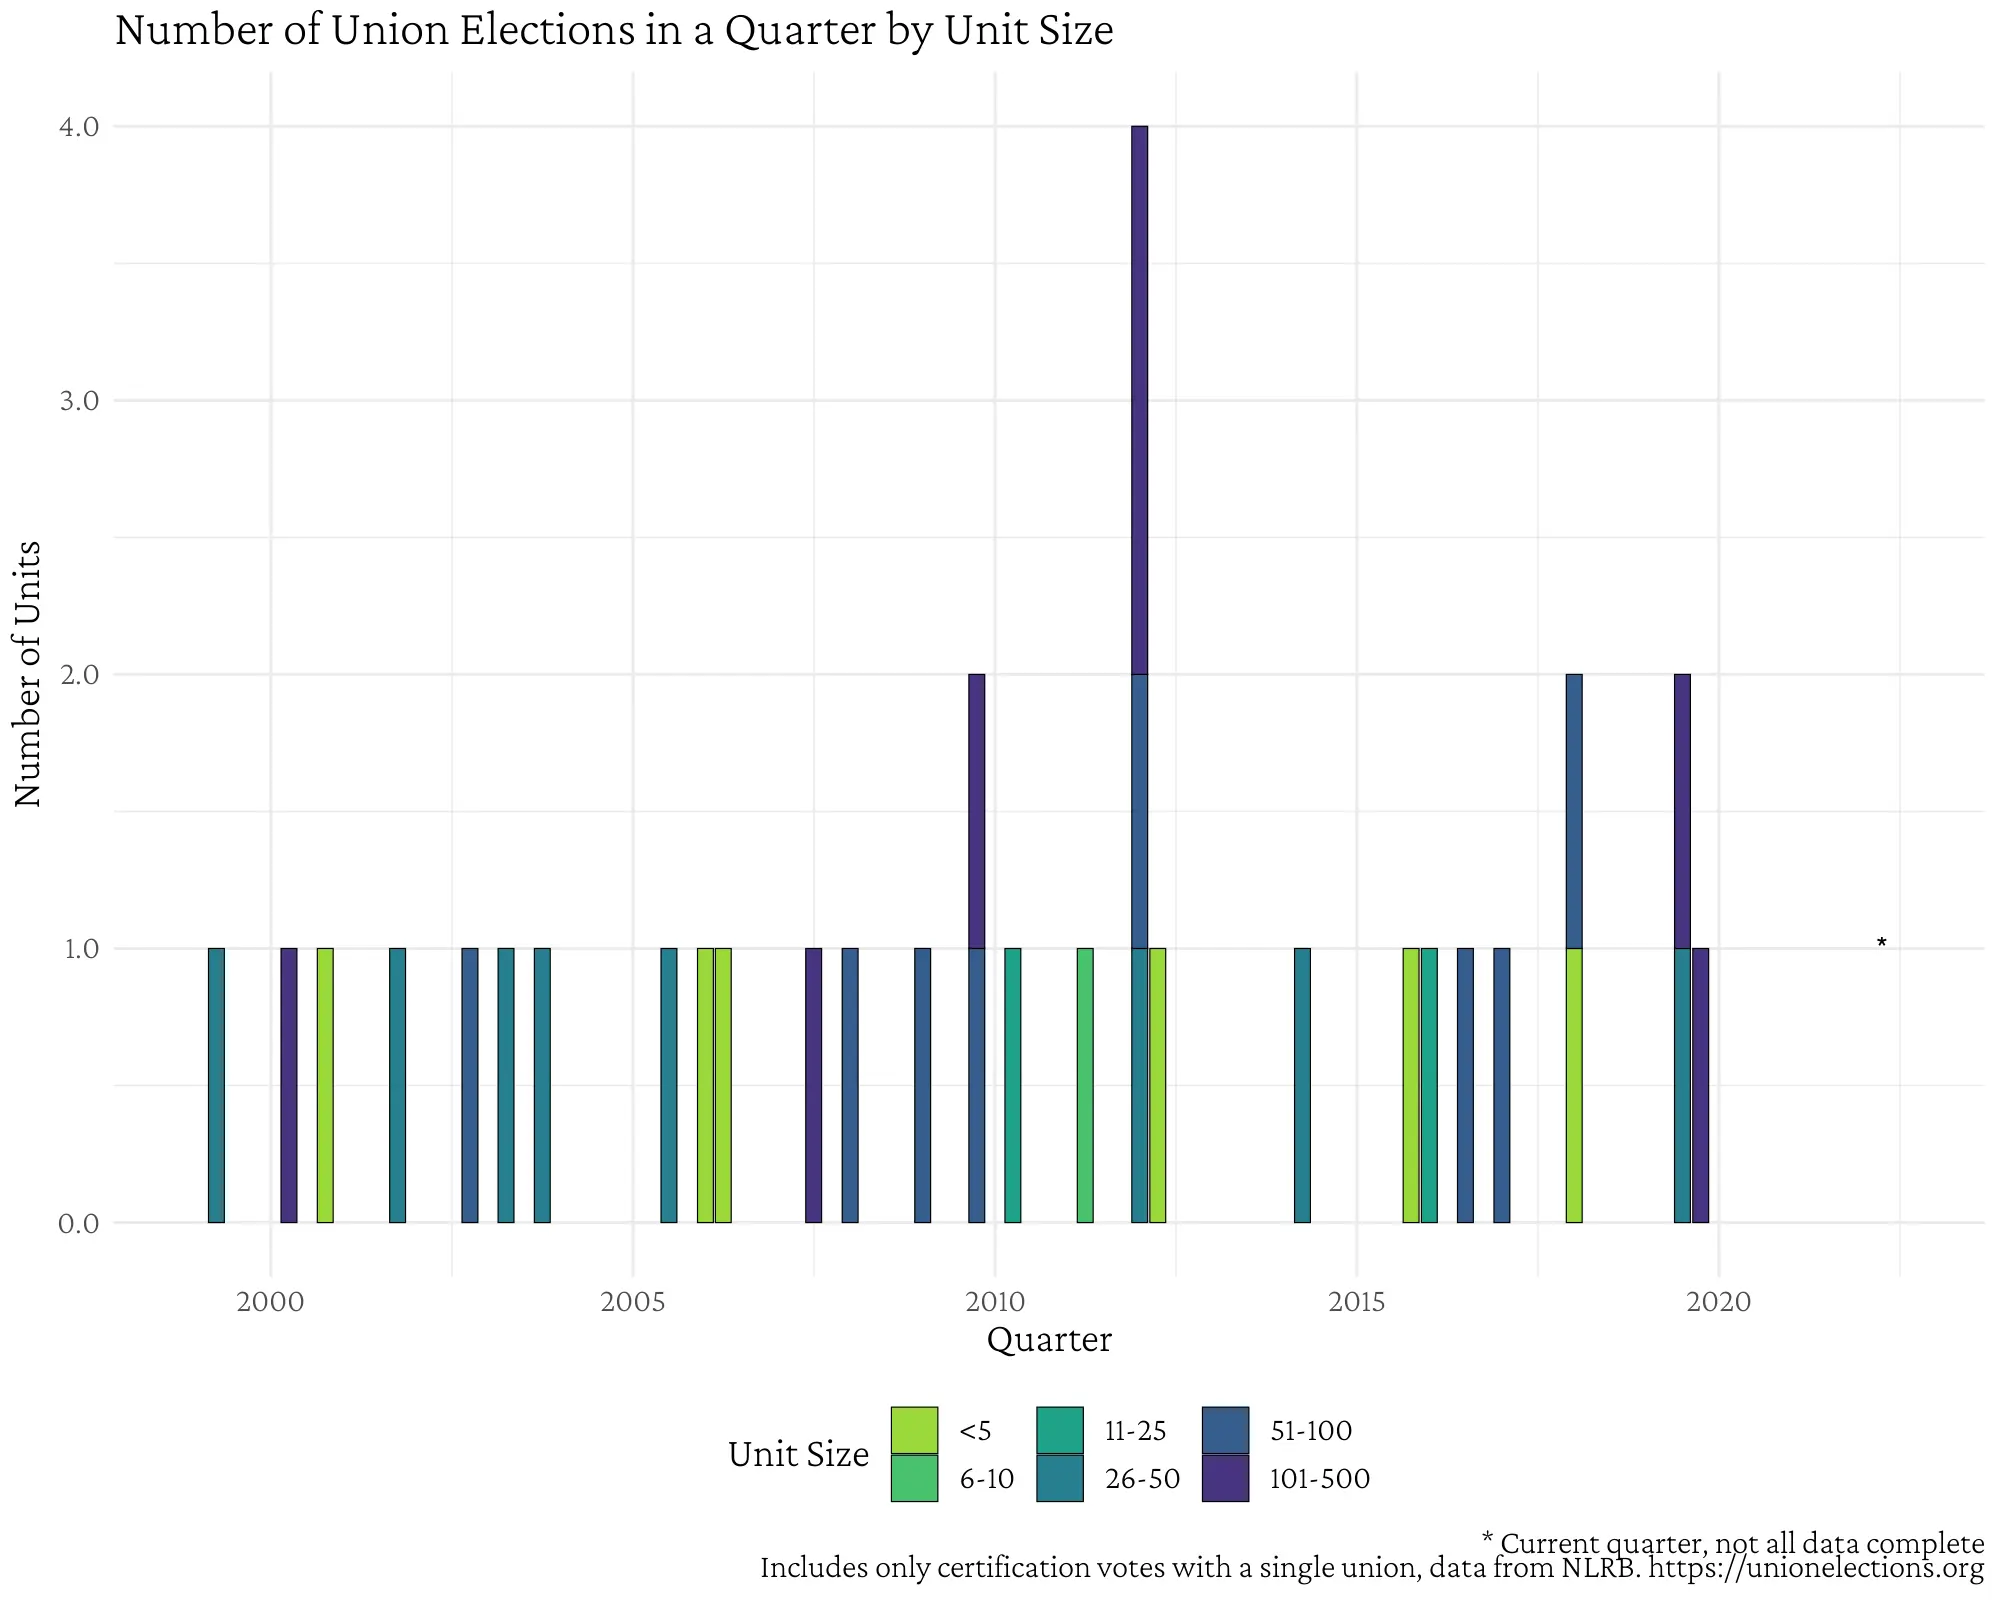 Number of Union Elections in a Quarter by Unit Size
Number of Units
4.0
3.0
2.0
1.0
0.0
*
2000 2005 2010 2015 2020
Quarter
Unit Size
<5 11-25 51-100
6-10 26-50 101-500
* Current quarter, not all data complete
Includes only certification votes with a single union, data from NLRB. https://unionelections.org